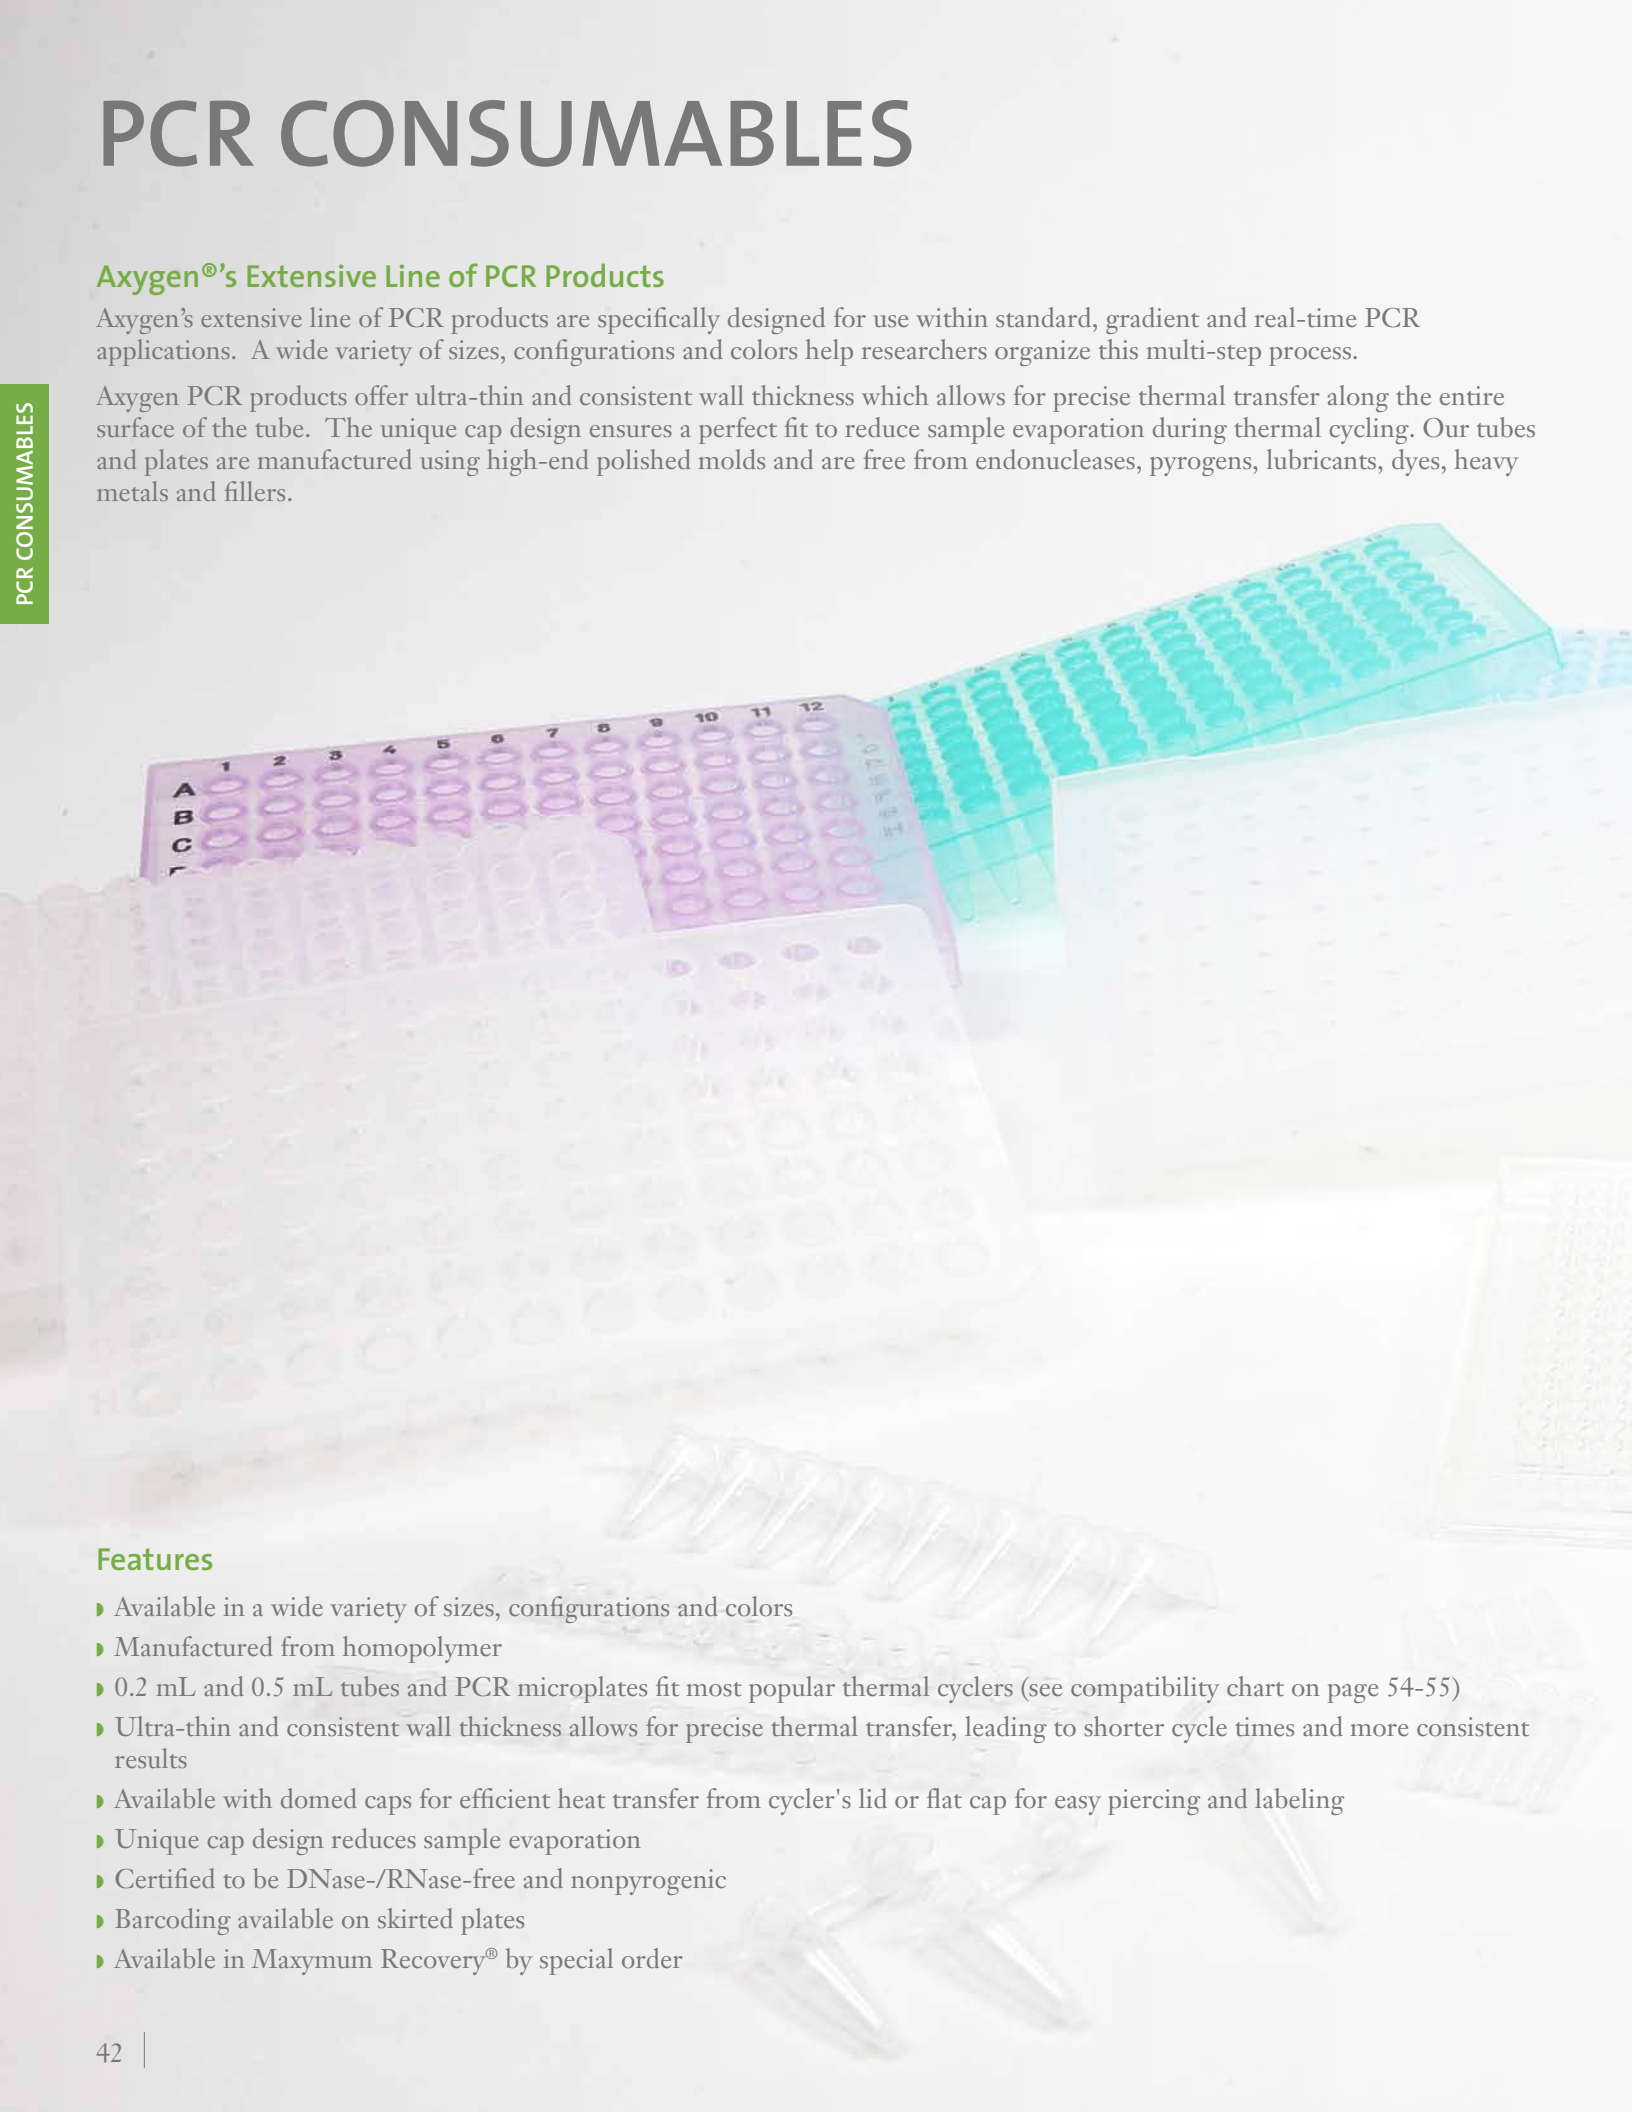 PCR CONSUMABLES
Axygen®’s Extensive Line of PCR Products
Axygen’s extensive line of PCR products are specifically designed for use within standard, gradient and real-time PCR
applications.  A wide variety of sizes, configurations and colors help researchers organize this multi-step process.
Axygen PCR products offer ultra-thin and consistent wall thickness which allows for precise thermal transfer along the entire
surface of the tube.  The unique cap design ensures a perfect fit to reduce sample evaporation during thermal cycling. Our tubes
and plates are manufactured using high-end polished molds and are free from endonucleases, pyrogens, lubricants, dyes, heavy
metals and fillers.
PCR CONSUMABLES
1 2 3 4 5 6 7 8 9 10 11 12
A
B
C
Features
◗ Available in a wide variety of sizes, configurations and colors
◗ Manufactured from homopolymer
◗ 0.2 mL and 0.5 mL tubes and PCR microplates fit most popular thermal cyclers (see compatibility chart on page 54-55)
◗ Ultra-thin and consistent wall thickness allows for precise thermal transfer, leading to shorter cycle times and more consistent
results
◗ Available with domed caps for efficient heat transfer from cycler's lid or flat cap for easy piercing and labeling
◗ Unique cap design reduces sample evaporation
◗ Certified to be DNase-/RNase-free and nonpyrogenic
◗ Barcoding available on skirted plates
◗ Available in Maxymum Recovery® by special order
42